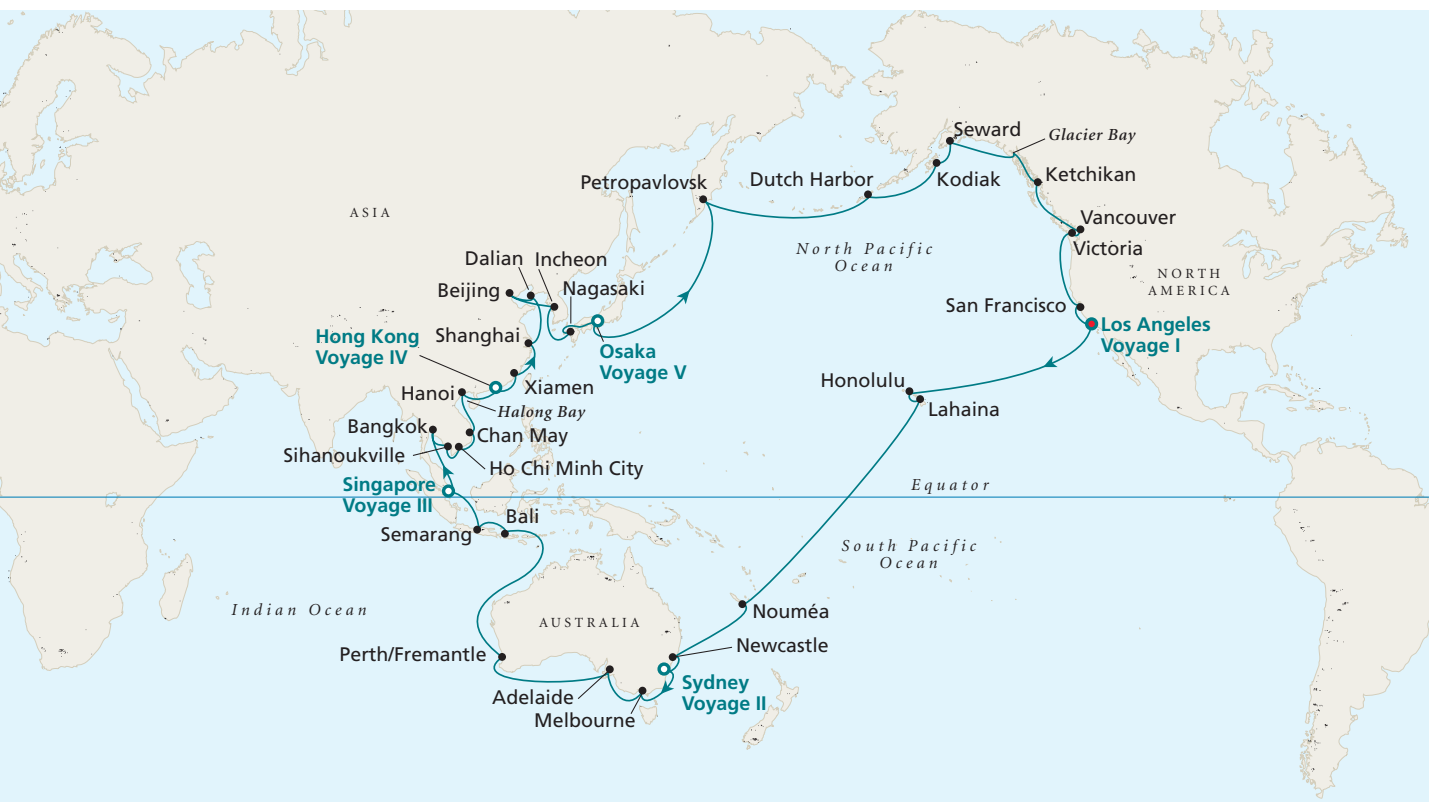 Seward
Glacier Bay
Petropavlovsk
Dutch Harbor
Kodiak
Ketchikan
ASIA
Vancouver
Victoria
North Pacific
Ocean
Dalian
Incheon
NORTH
AMERICA
Beijing
Nagasaki
San Francisco
Hong Kong
Voyage IV
Shanghai
Los Angeles
Voyage I
Osaka
Voyage V
Honolulu
Hanoi
Xiamen
Lahaina
Halong Bay
Bangkok
Chan May
Sihanoukville
Ho Chi Minh City
Singapore
Voyage III
Equator
Bali
Semarang
South Pacific
Ocean
Indian Ocean
Nouméa
AUSTRALIA
Newcastle
Perth/Fremantle
Sydney
Voyage II
Adelaide
Melbourne